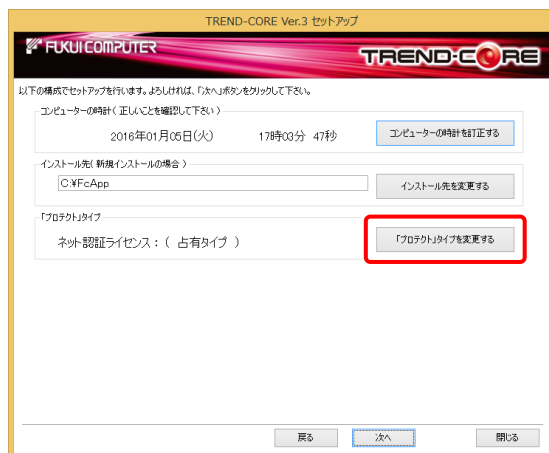 TREND-CORE Ver.3 セットアップ
FUKUI COMPUTER
TREND-CORE
以下の構成でセットアップを行います。よろしければ、「次へ」ボタンをクリックして下さい。
コンピューターの時計( 正しいことを確認して下さい )
2016年01月05日(火) 17時03分 47秒 コンピューターの時計を訂正する
インストール先( 新規インストールの場合 )
C:¥FcApp インストール先を変更する
「プロテクト」タイプ
ネット認証ライセンス：( 占有タイプ ) 「プロテクト」タイプを変更する
戻る 次へ 閉じる